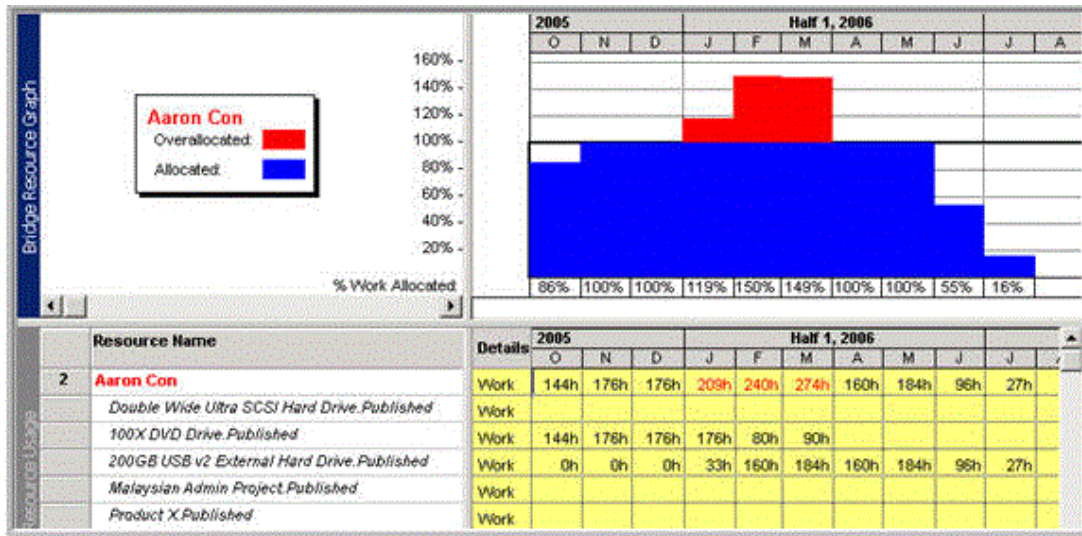 2005 Half 1, 2006
O N D J F M A M J J A
Bridge Resource Graph
160%
140%
120%
100%
80%
60%
40%
20%
Aaron Con
Overallocated:
Allocated:
% Work Allocated:
86% 100% 100% 119% 150% 149% 100% 100% 55% 16%
Resource Name Details 2005 Half 1, 2006
O N D J F M A M J J
2 Aaron Con Work 144h 176h 176h 209h 240h 274h 160h 184h 96h 27h
Double Wide Ultra SCSI Hard Drive.Published Work
100X DVD Drive.Published Work 144h 176h 176h 176h 80h 90h
200GB USB v2 External Hard Drive.Published Work 0h 0h 0h 33h 160h 184h 160h 184h 96h 27h
Malaysian Admin Project.Published Work
Product X.Published Work